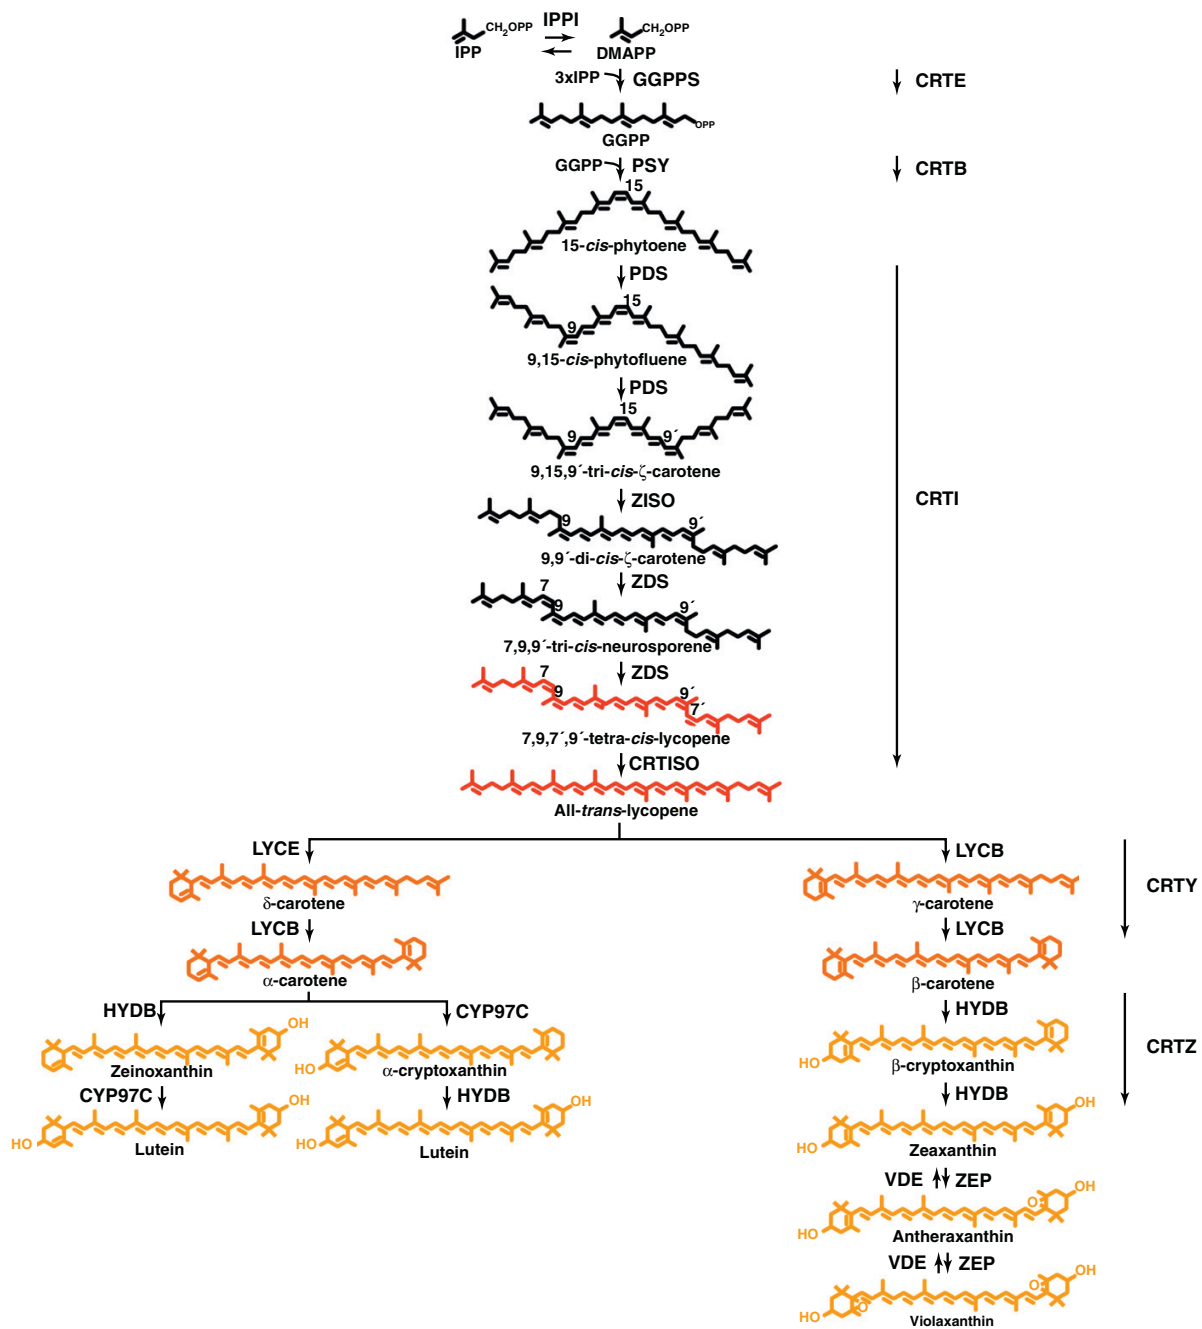 IPPI
CH2OPP CH2OPP
IPP DMAPP
3xIPP GGPPS CRTE
OPP
GGPP
GGPP PSY CRTB
15
15-cis-phytoene
PDS
15
9
9,15-cis-phytofluene
PDS
15
9 9´
9,15,9´-tri-cis-ζ-carotene
ZISO CRTI
9 9´
9,9´-di-cis-ζ-carotene
ZDS
7
9 9´
7,9,9´-tri-cis-neurosporene
ZDS
7
9 9´
7´
7,9,7´,9´-tetra-cis-lycopene
CRTISO
All-trans-lycopene
LYCE LYCB
CRTY
δ-carotene γ-carotene
LYCB LYCB
α-carotene β-carotene
HYDB CYP97C HYDB
OH
CRTZ
HO HO
Zeinoxanthin α-cryptoxanthin β-cryptoxanthin
CYP97C HYDB HYDB
OH OH OH
HO HO HO
Lutein Lutein Zeaxanthin
VDE ZEP
OH
O
HO
Antheraxanthin
VDE ZEP
OH
O
O
HO
Violaxanthin